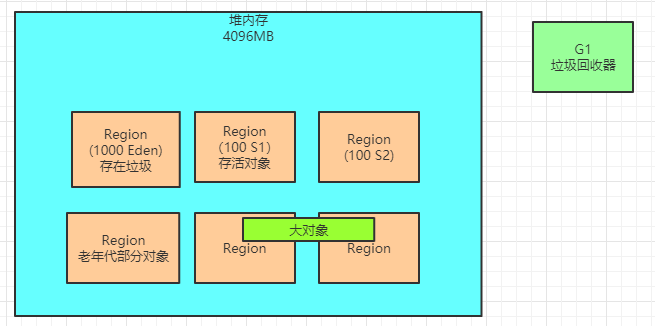 堆内存
4096MB
G1
垃圾回收器
Region
(1000 Eden)
存在垃圾
Region
(100 S1)
存活对象
Region
(100 S2)
Region
老年代部分对象
大对象
Region
Region